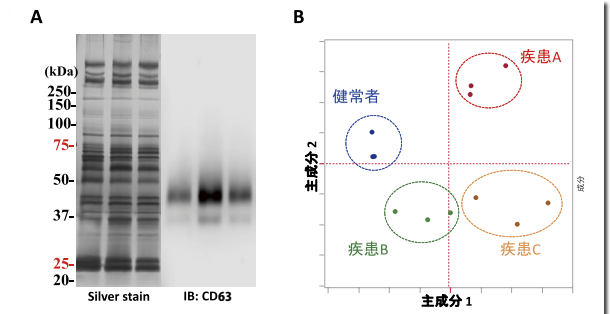 A
(kDa)
250-
150-
100-
75-
50-
37-
25-
20-
Silver stain
IB: CD63
B
疾患A
健常者
疾患B
疾患C
主成分 2
主成分 1
成分